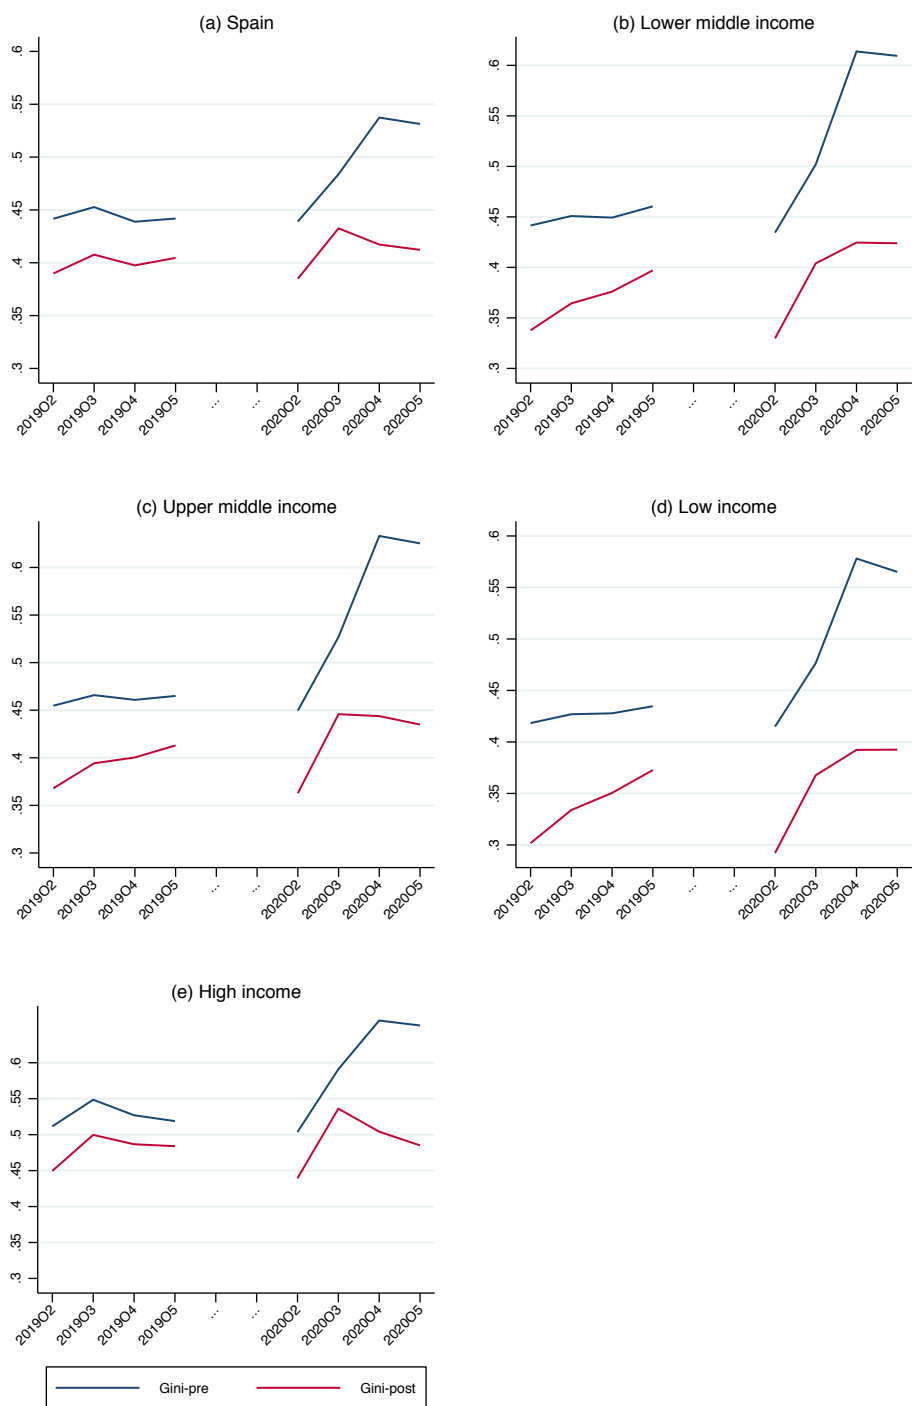 (a) Spain
.6
.55
.5
.45
.4
.35
.3
2019O2
2019O3
2019O4
2019O5
...
...
2020O2
2020O3
2020O4
2020O5
(b) Lower middle income
.6
.55
.5
.45
.4
.35
.3
2019O2
2019O3
2019O4
2019O5
...
...
2020O2
2020O3
2020O4
2020O5
(c) Upper middle income
.6
.55
.5
.45
.4
.35
.3
2019O2
2019O3
2019O4
2019O5
...
...
2020O2
2020O3
2020O4
2020O5
(d) Low income
.6
.55
.5
.45
.4
.35
.3
2019O2
2019O3
2019O4
2019O5
...
...
2020O2
2020O3
2020O4
2020O5
(e) High income
.6
.55
.5
.45
.4
.35
.3
2019O2
2019O3
2019O4
2019O5
...
...
2020O2
2020O3
2020O4
2020O5
Gini-pre Gini-post